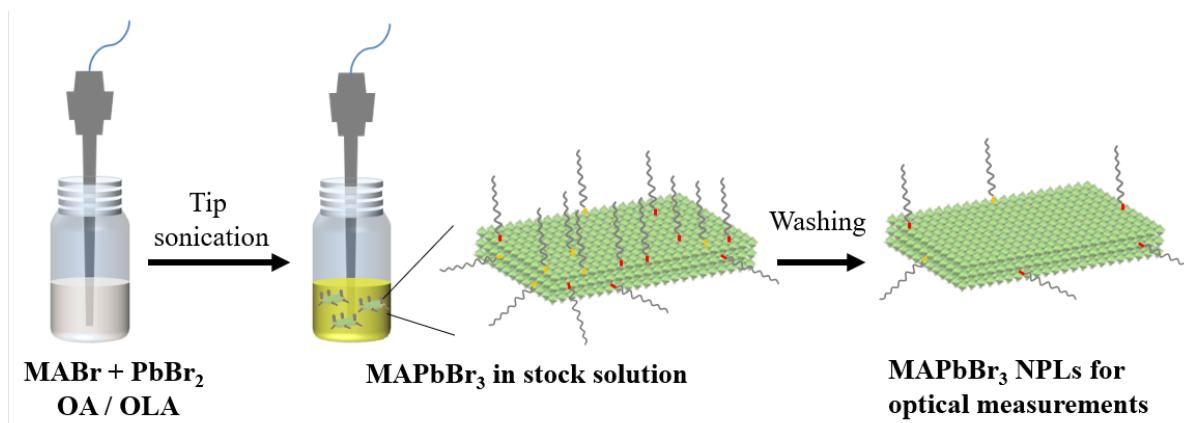 Tip
sonication
Washing
MABr + PbBr₂
OA / OLA
MAPbBr₃ in stock solution
MAPbBr₃ NPLs for
optical measurements